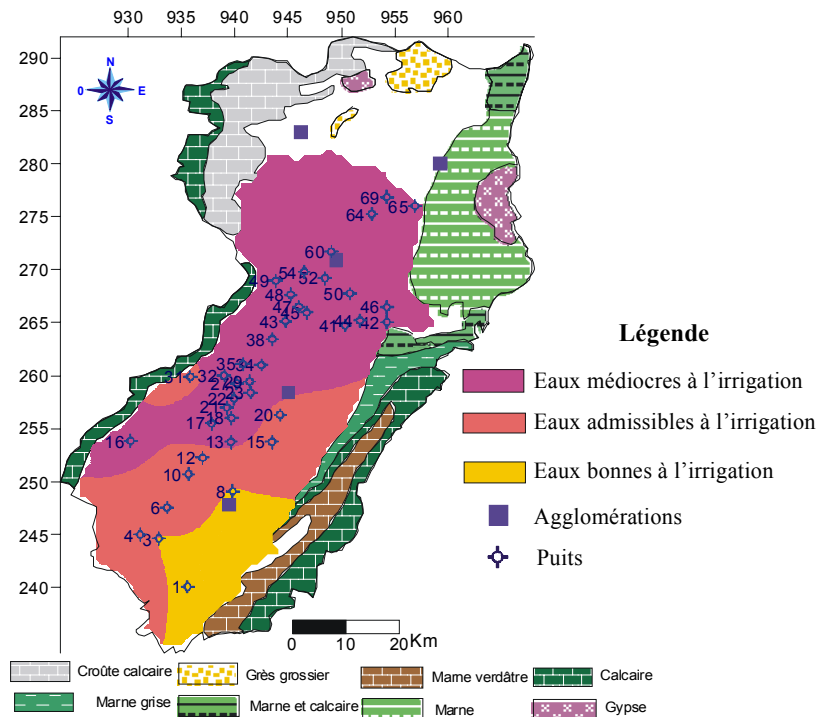 930 935 940 945 950 955 960
290
285
280
275
270
265
260
255
250
245
240
N
O E
S
69
64 65
60
54
49 52
48 50
47 46
45
43 41 44 42
38
35 34
31 32 29
27
22 23
21
18 20
17
16 13 15
12
10
8
6
4 3
1
0 10 20 Km
Légende
Eaux médiocres à l'irrigation
Eaux admissibles à l'irrigation
Eaux bonnes à l'irrigation
Agglomérations
Puits
Croûte calcaire Grès grossier Marne verdâtre Calcaire
Marne grise Marne et calcaire Marne Gypse